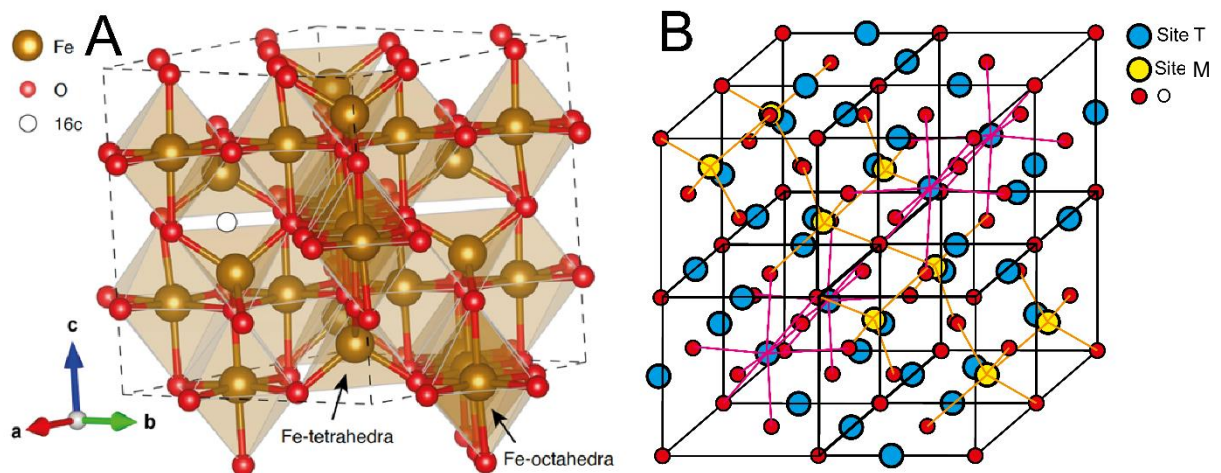 A
Fe
O
16c
c
a
b
Fe-tetrahedra
Fe-octahedra
B
Site T
Site M
O